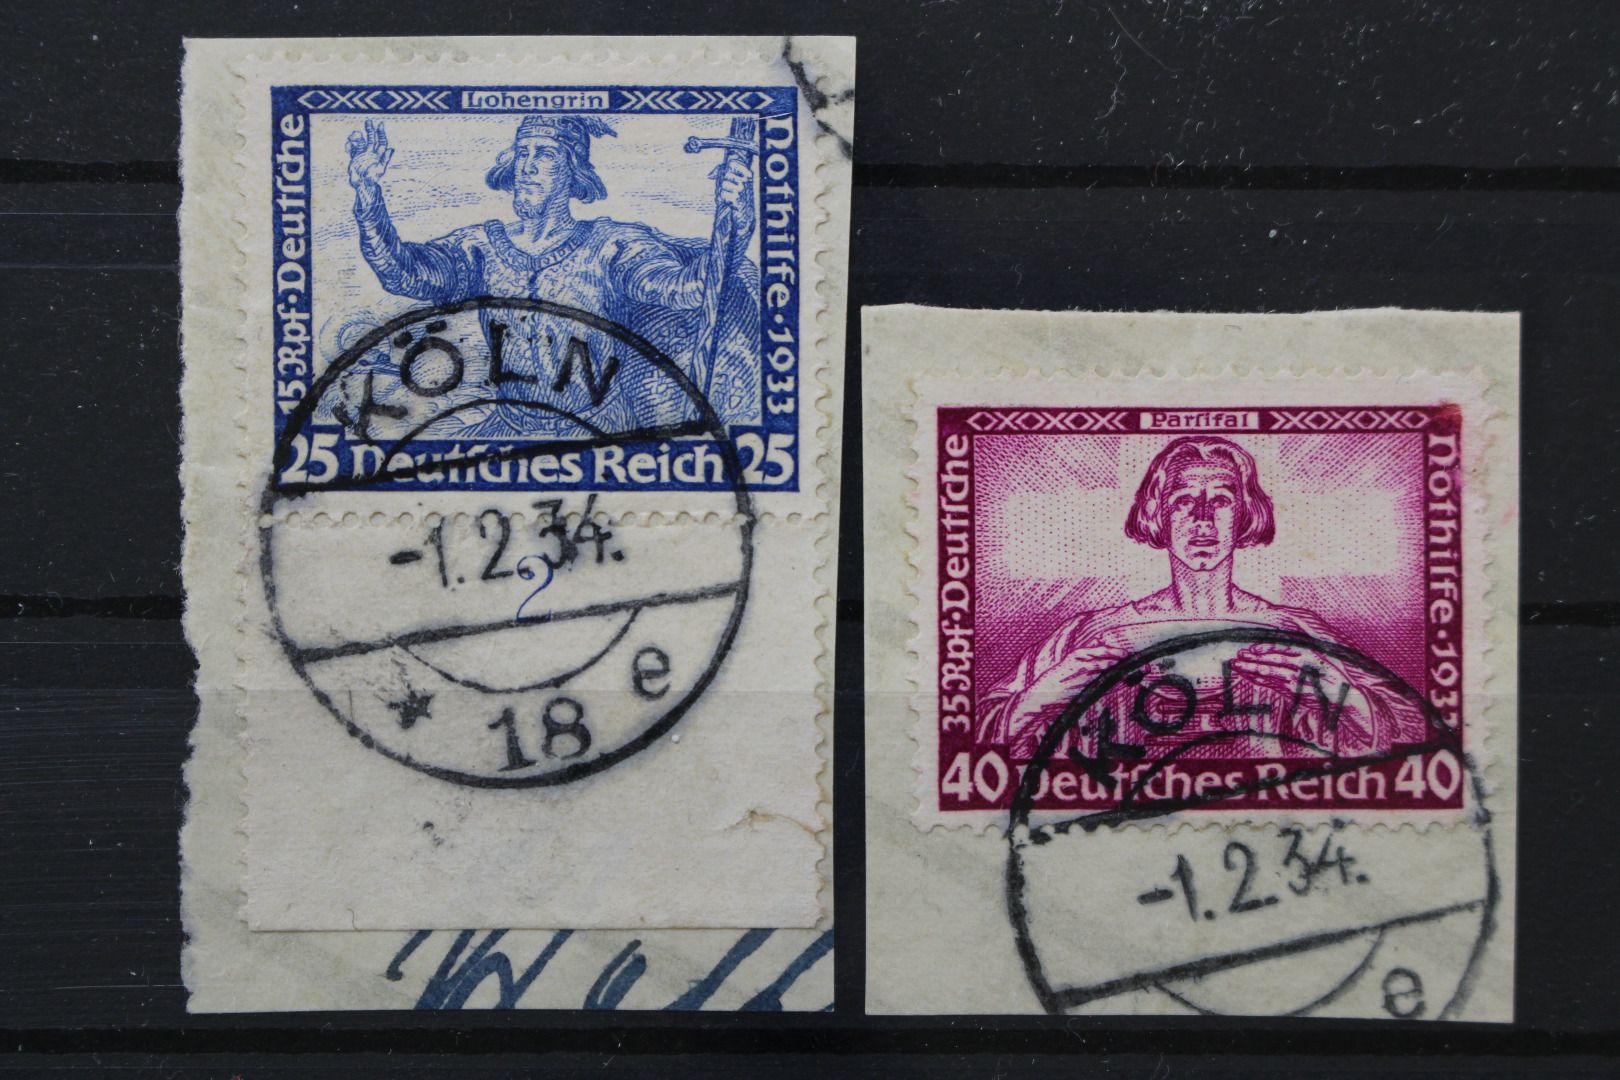 Lohengrin
15 Rpf · Deutſche
Nothilfe · 1933
25 Deutſches Reich 25
KÖLN
-1.2.34.
2
* 18 e
Parſifal
35 Rpf · Deutſche
Nothilfe · 1933
40 Deutſches Reich 40
KÖLN
-1.2.34.
e